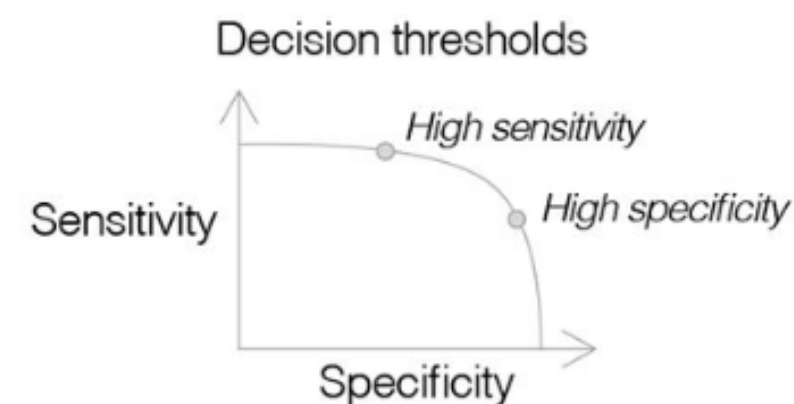 Decision thresholds
High sensitivity
Sensitivity
High specificity
Specificity